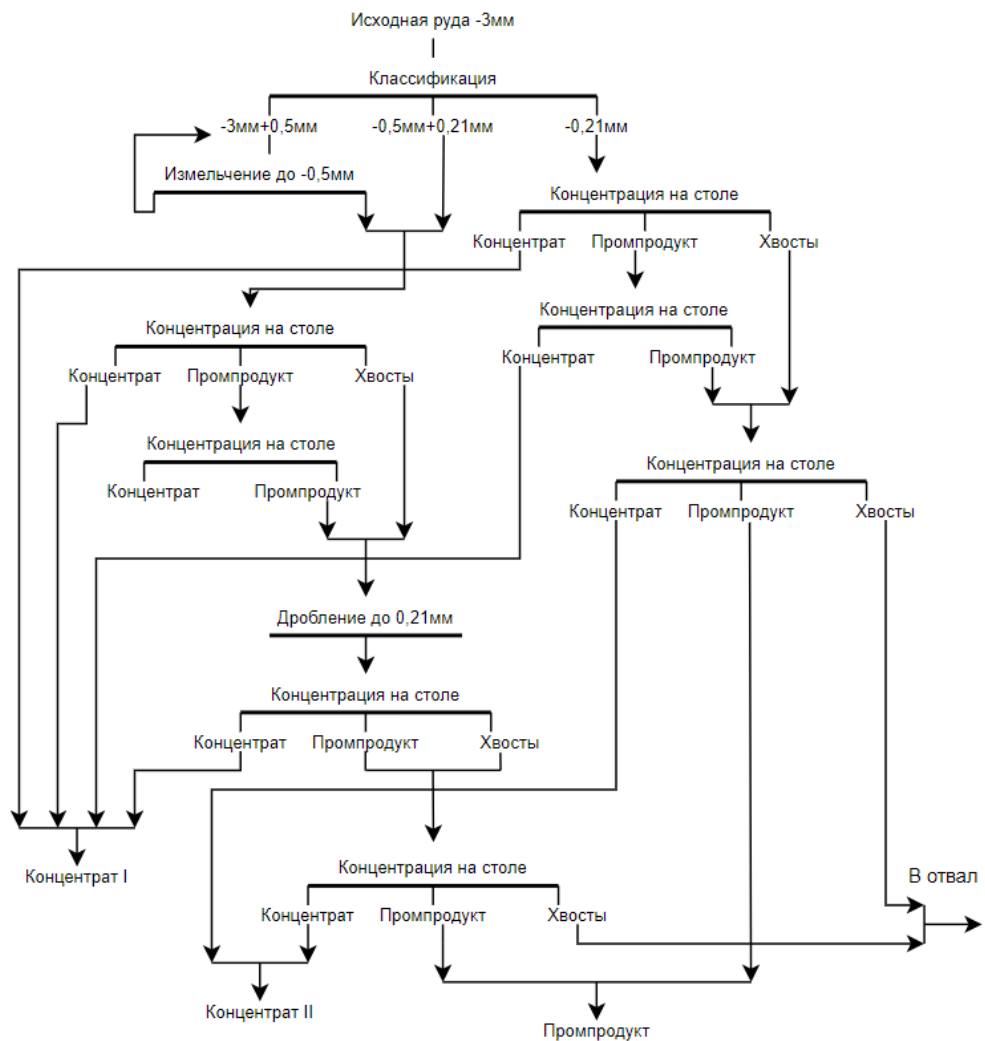 Исходная руда -3мм
Классификация
-3мм+0,5мм -0,5мм+0,21мм -0,21мм
Измельчение до -0,5мм
Концентрация на столе
Концентрат Промпродукт Хвосты
Концентрация на столе
Концентрат Промпродукт
Концентрация на столе
Концентрат Промпродукт Хвосты
Концентрация на столе
Концентрат Промпродукт
Концентрация на столе
Концентрат Промпродукт Хвосты
Дробление до 0,21мм
Концентрация на столе
Концентрат Промпродукт Хвосты
Концентрация на столе
Концентрат Промпродукт Хвосты
Концентрат I
В отвал
Концентрат II
Промпродукт